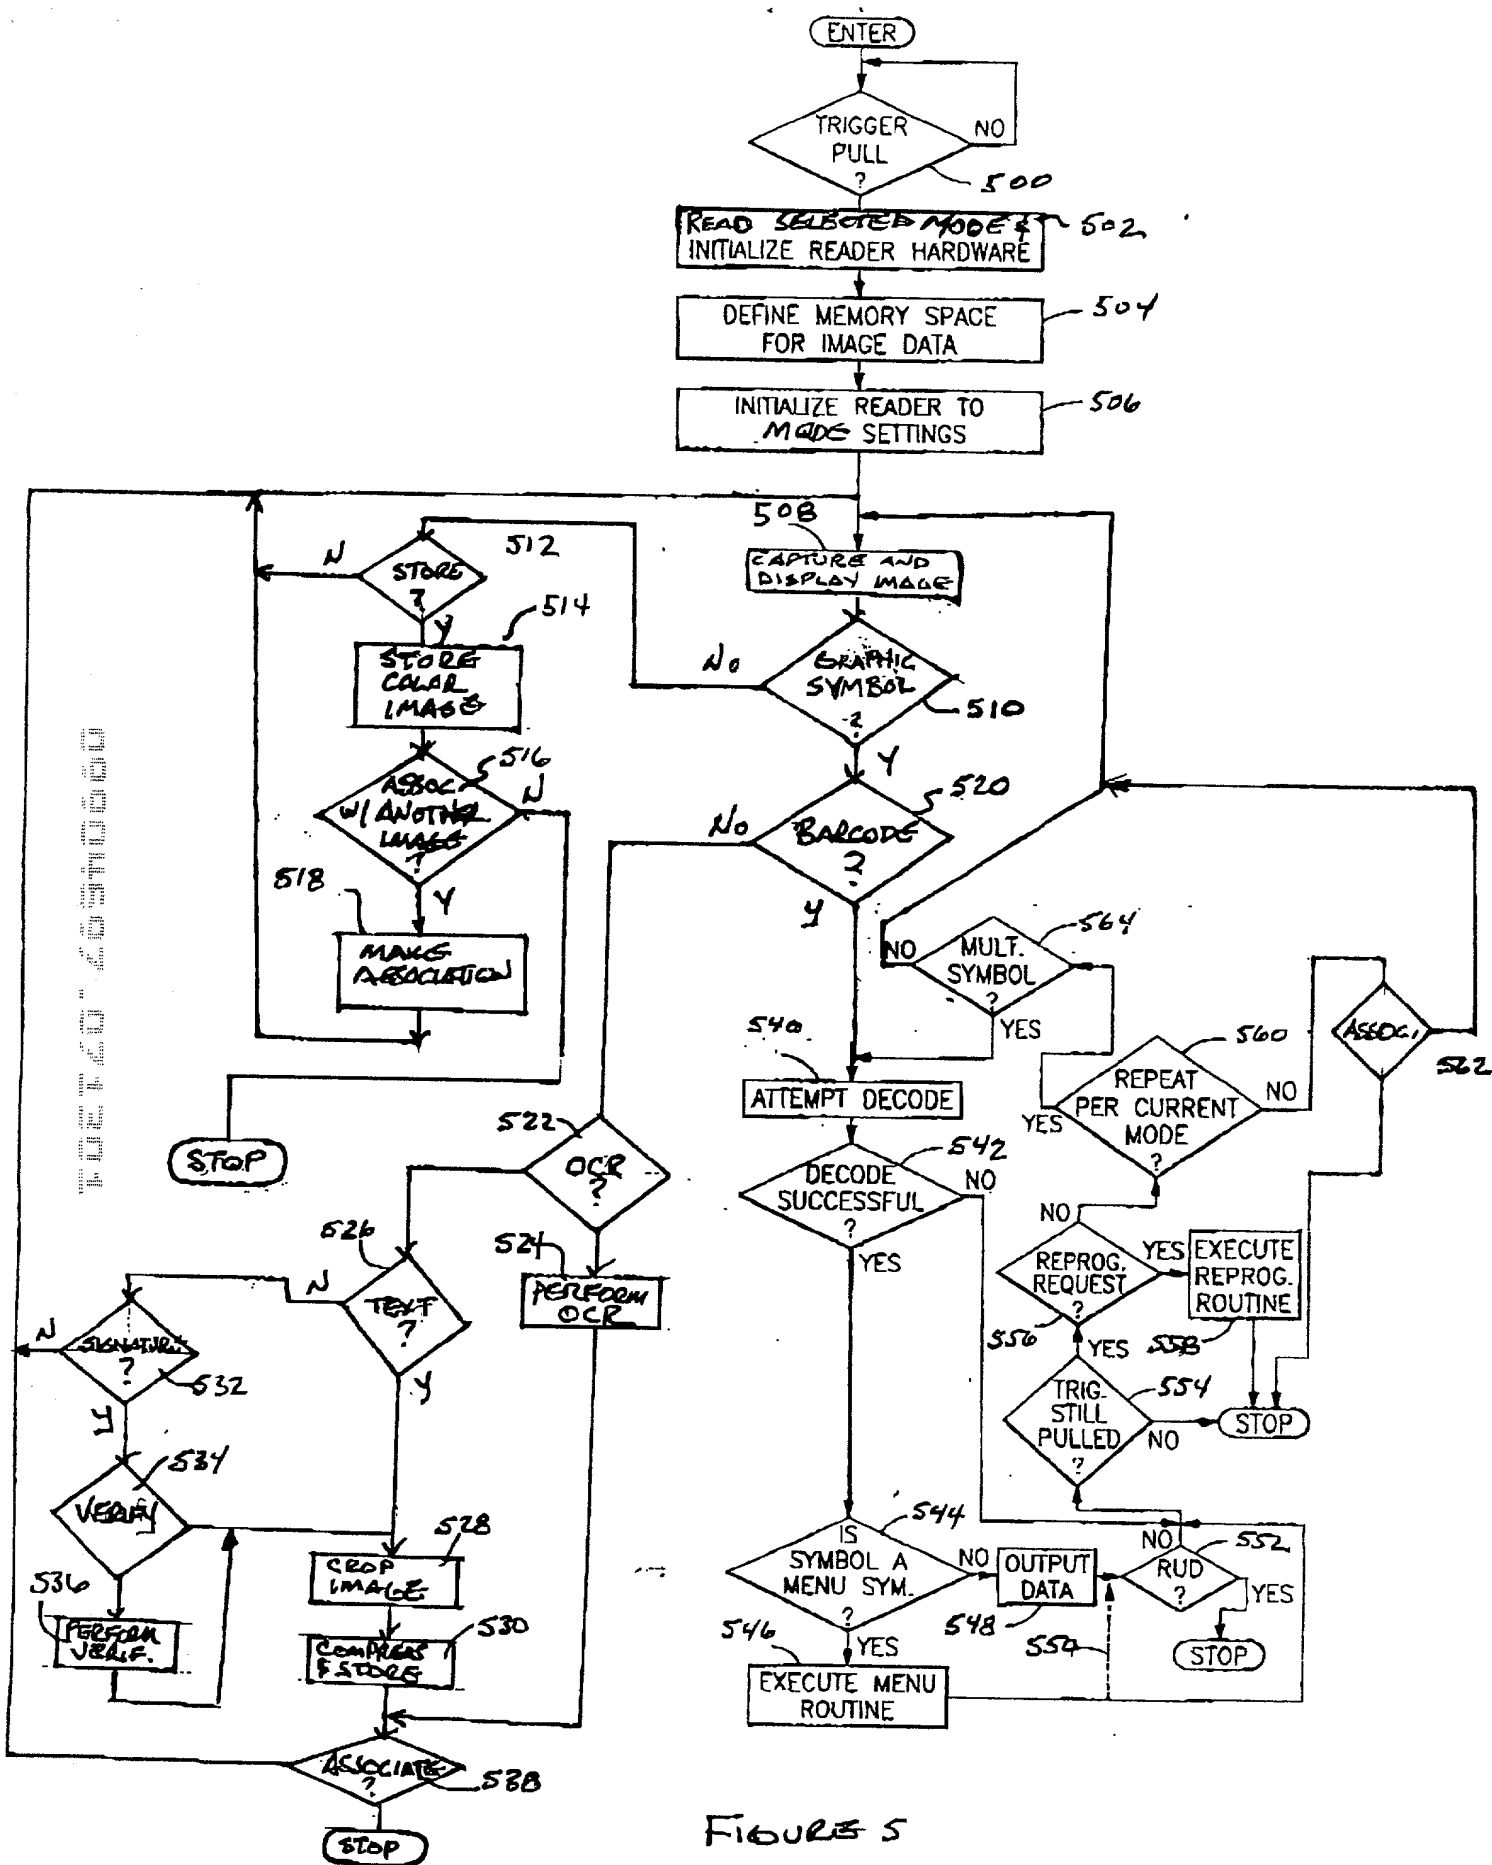 ENTER
TRIGGER
PULL
?
NO
500
READ SELECTED MODE &
INITIALIZE READER HARDWARE
502
DEFINE MEMORY SPACE
FOR IMAGE DATA
504
INITIALIZE READER TO
MODE SETTINGS
506
508
CAPTURE AND
DISPLAY IMAGE
GRAPHIC
SYMBOL
?
510
No
Y
STORE
?
512
N
Y
STORE
COLAR
IMAGE
514
ASSOC
W/ ANOTHER
IMAGE
?
516
N
Y
518
MAKE
ASSOCIATION
STOP
BARCODE
?
520
No
Y
MULT.
SYMBOL
?
564
NO
YES
540
ATTEMPT DECODE
REPEAT
PER CURRENT
MODE
?
560
YES
NO
ASSOC.
562
522
OCR
?
524
PERFORM
OCR
DECODE
SUCCESSFUL
?
542
NO
YES
526
TEXT
?
N
Y
SIGNATURE
?
532
N
Y
VERIFY
534
536
PERFORM
VERIF.
CROP
IMAGE
528
COMPRESS
& STORE
530
ASSOCIATE
?
538
STOP
REPROG.
REQUEST
?
556
NO
YES
EXECUTE
REPROG.
ROUTINE
558
YES
TRIG.
STILL
PULLED
?
554
NO
STOP
IS
SYMBOL A
MENU SYM.
?
544
NO
YES
OUTPUT
DATA
548
RUD
?
552
NO
YES
STOP
550
546
EXECUTE MENU
ROUTINE
FIGURE 5